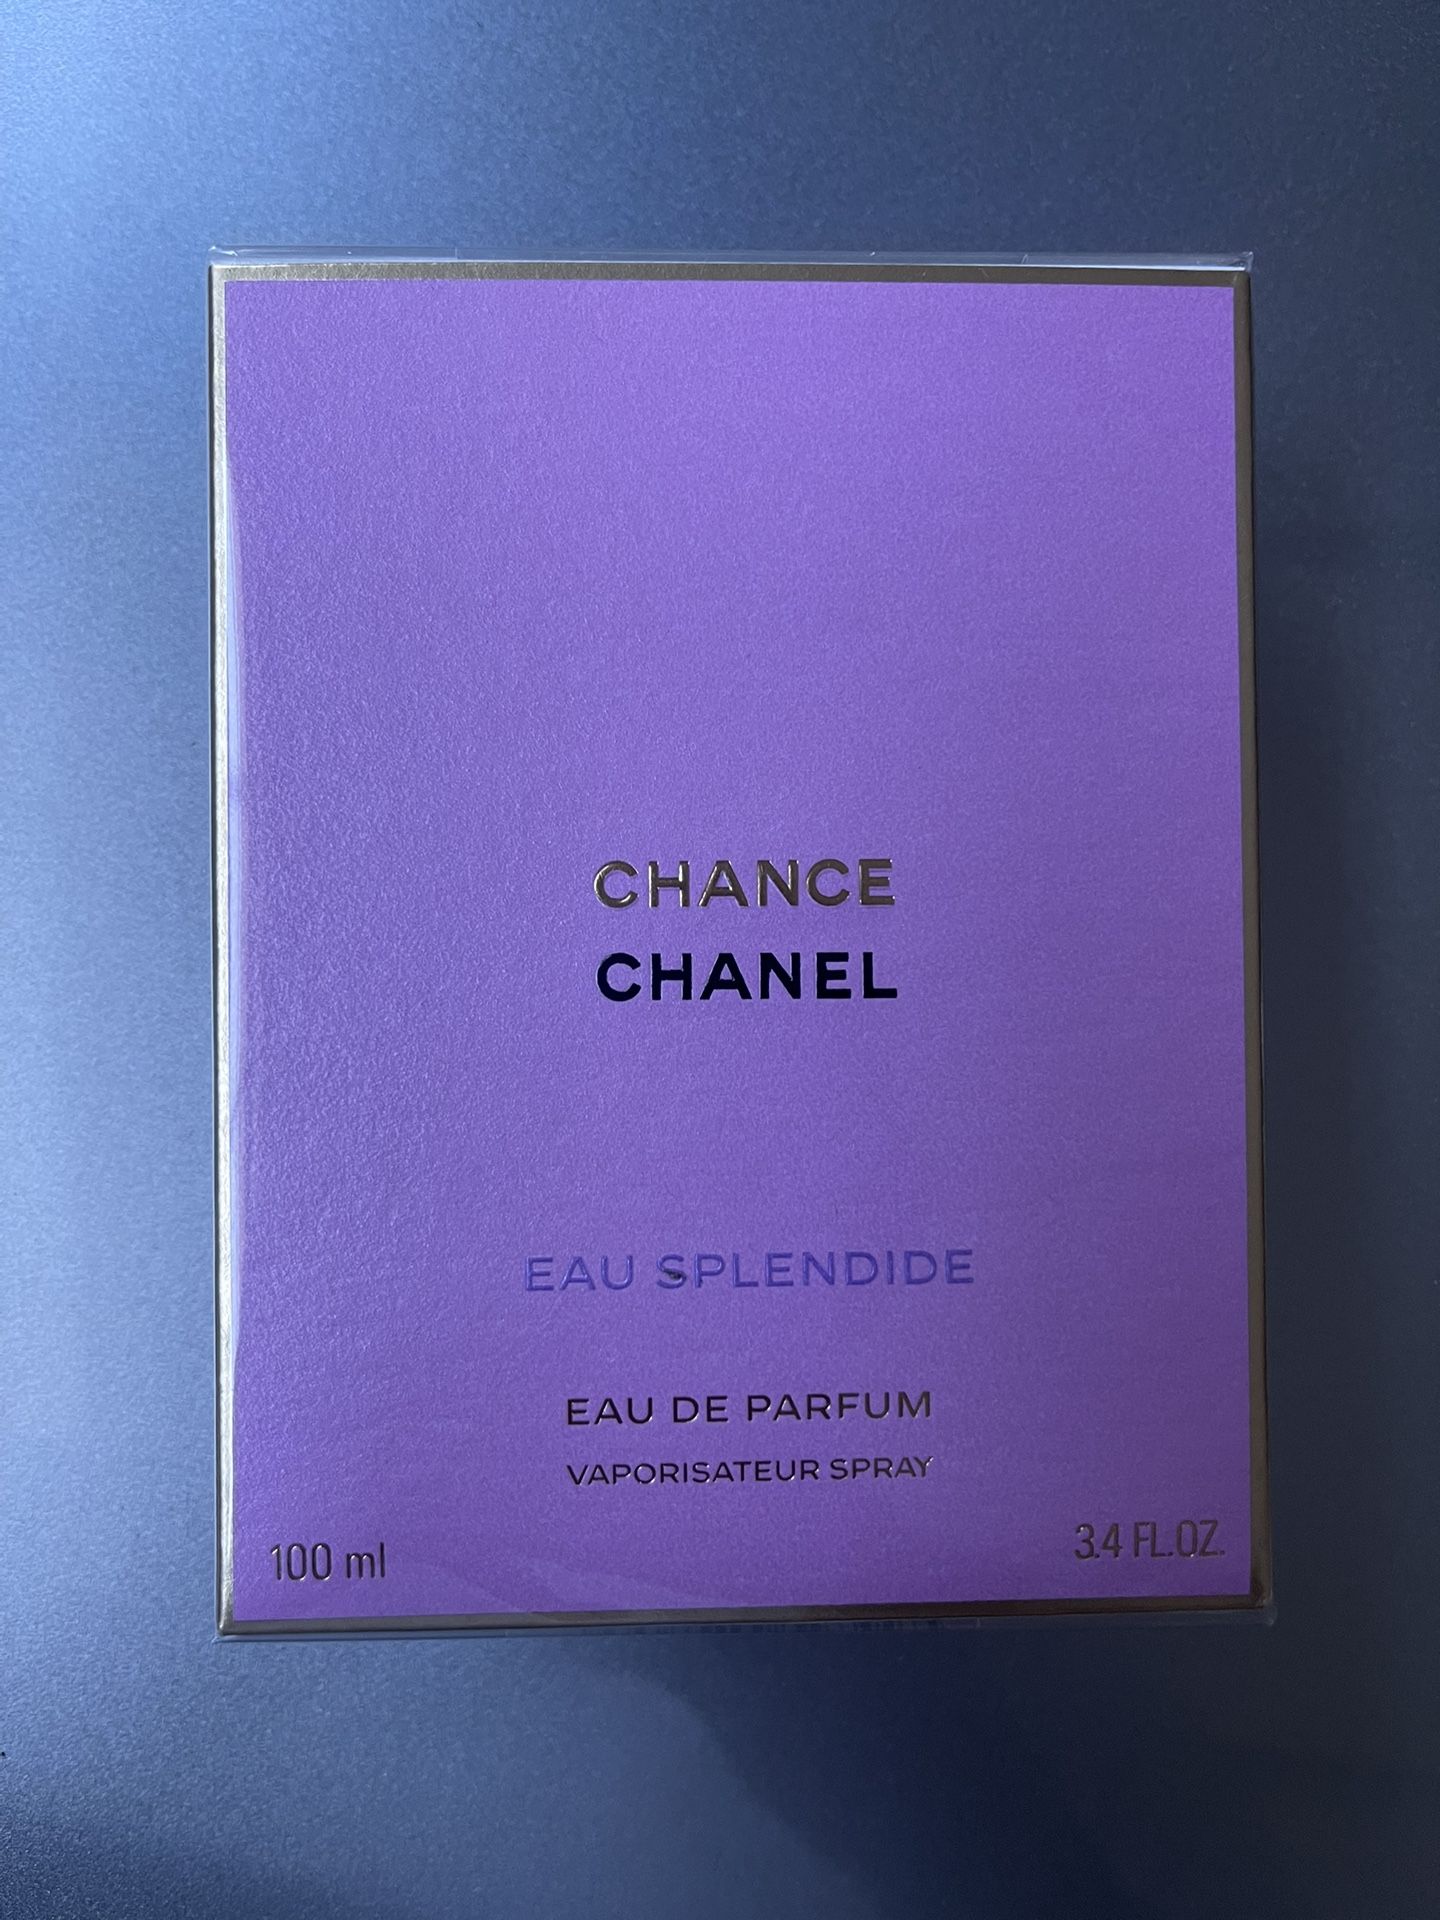 CHANCE
CHANEL
EAU SPLENDIDE
EAU DE PARFUM
VAPORISATEUR SPRAY
100 ml
3.4 FL.OZ.